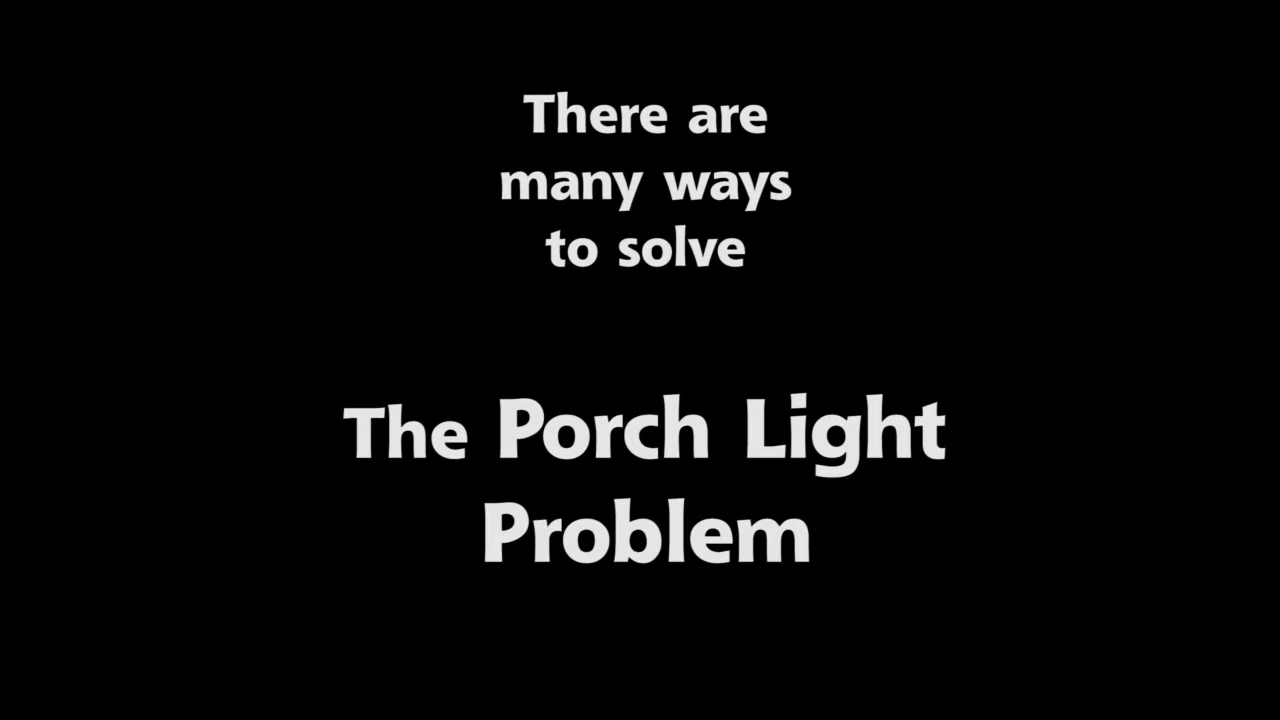 There are
many ways
to solve
The Porch Light
Problem